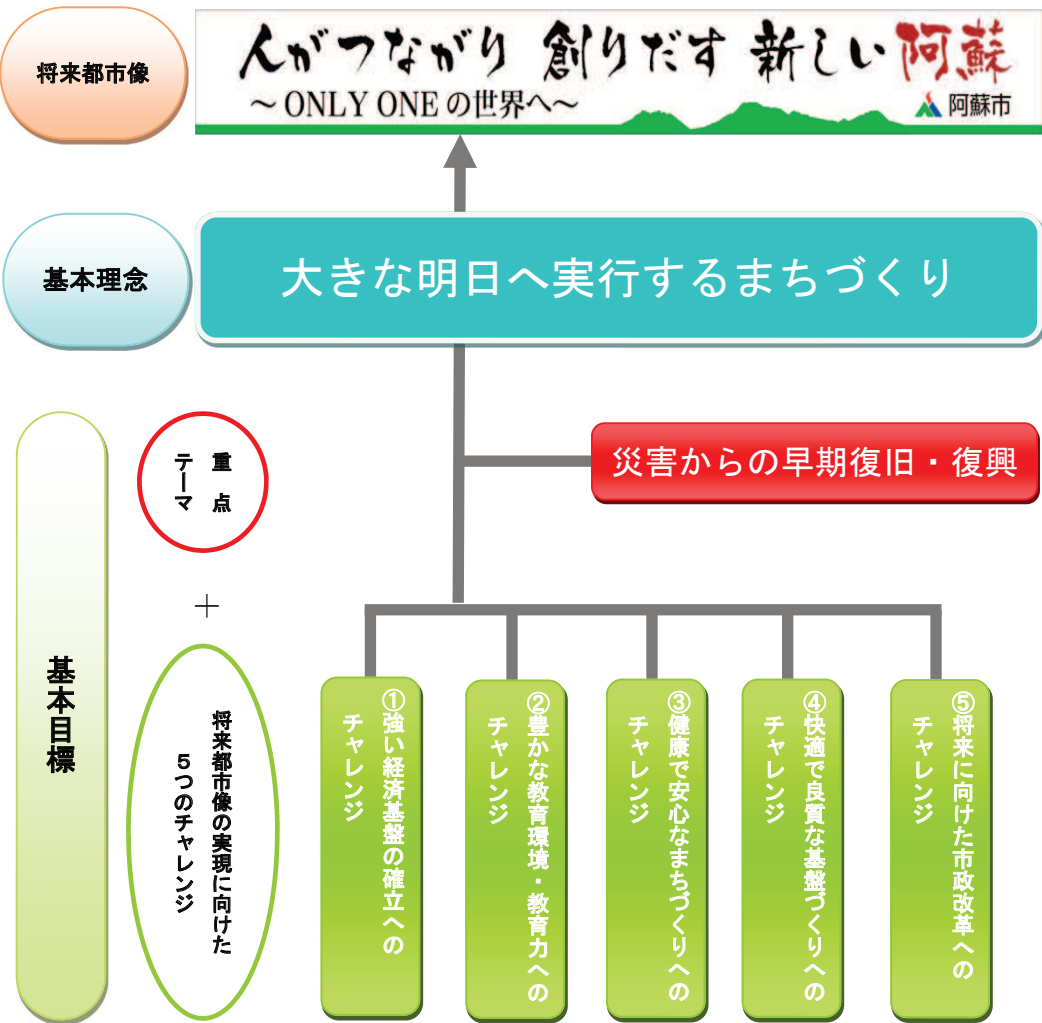 将来都市像
人がつながり 創りだす 新しい阿蘇
～ONLY ONEの世界へ～
阿蘇市
基本理念
大きな明日へ実行するまちづくり
基本目標
重点
テーマ
災害からの早期復旧・復興
＋
将来都市像の実現に向けた
５つのチャレンジ
①強い経済基盤の確立への
チャレンジ
②豊かな教育環境・教育力への
チャレンジ
③健康で安心なまちづくりへの
チャレンジ
④快適で良質な基盤づくりへの
チャレンジ
⑤将来に向けた市政改革への
チャレンジ